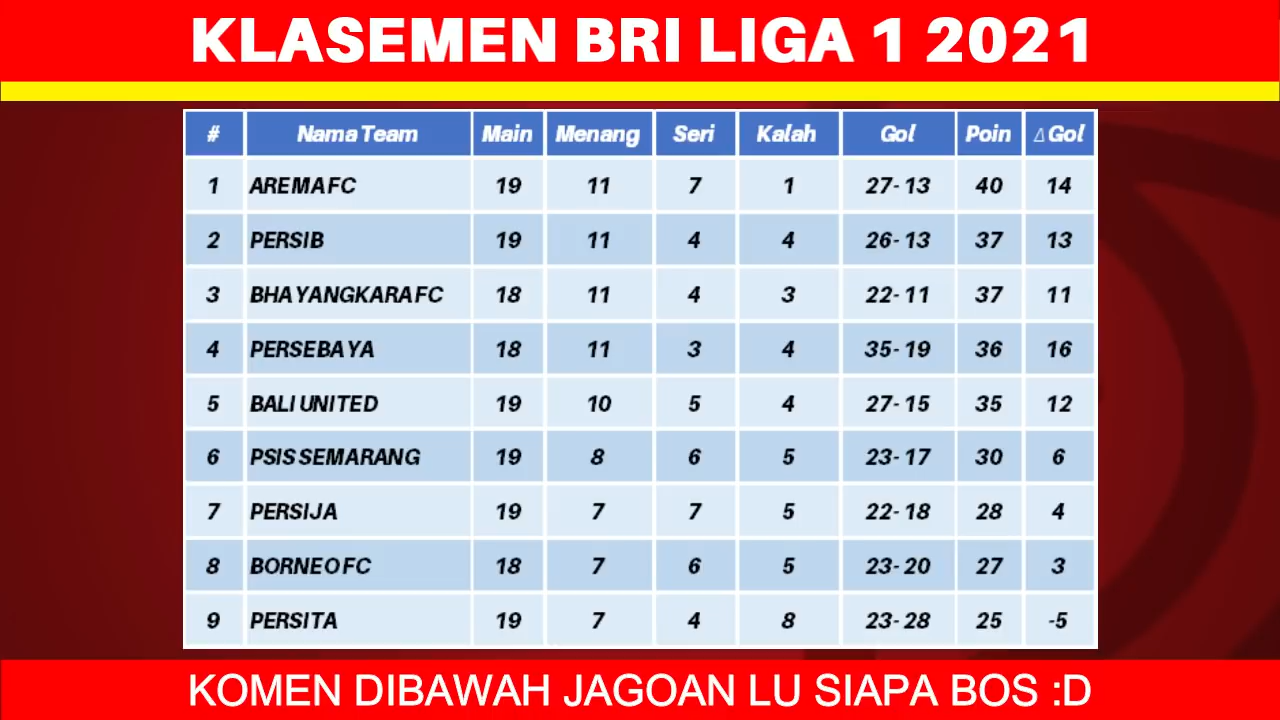 KLASEMEN BRI LIGA 1 2021
# Nama Team Main Menang Seri Kalah Gol Poin △ Gol
1 AREMA FC 19 11 7 1 27- 13 40 14
2 PERSIB 19 11 4 4 26- 13 37 13
3 BHAYANGKARA FC 18 11 4 3 22- 11 37 11
4 PERSEBAYA 18 11 3 4 35- 19 36 16
5 BALI UNITED 19 10 5 4 27- 15 35 12
6 PSIS SEMARANG 19 8 6 5 23- 17 30 6
7 PERSIJA 19 7 7 5 22- 18 28 4
8 BORNEO FC 18 7 6 5 23- 20 27 3
9 PERSITA 19 7 4 8 23- 28 25 -5
KOMEN DIBAWAH JAGOAN LU SIAPA BOS :D